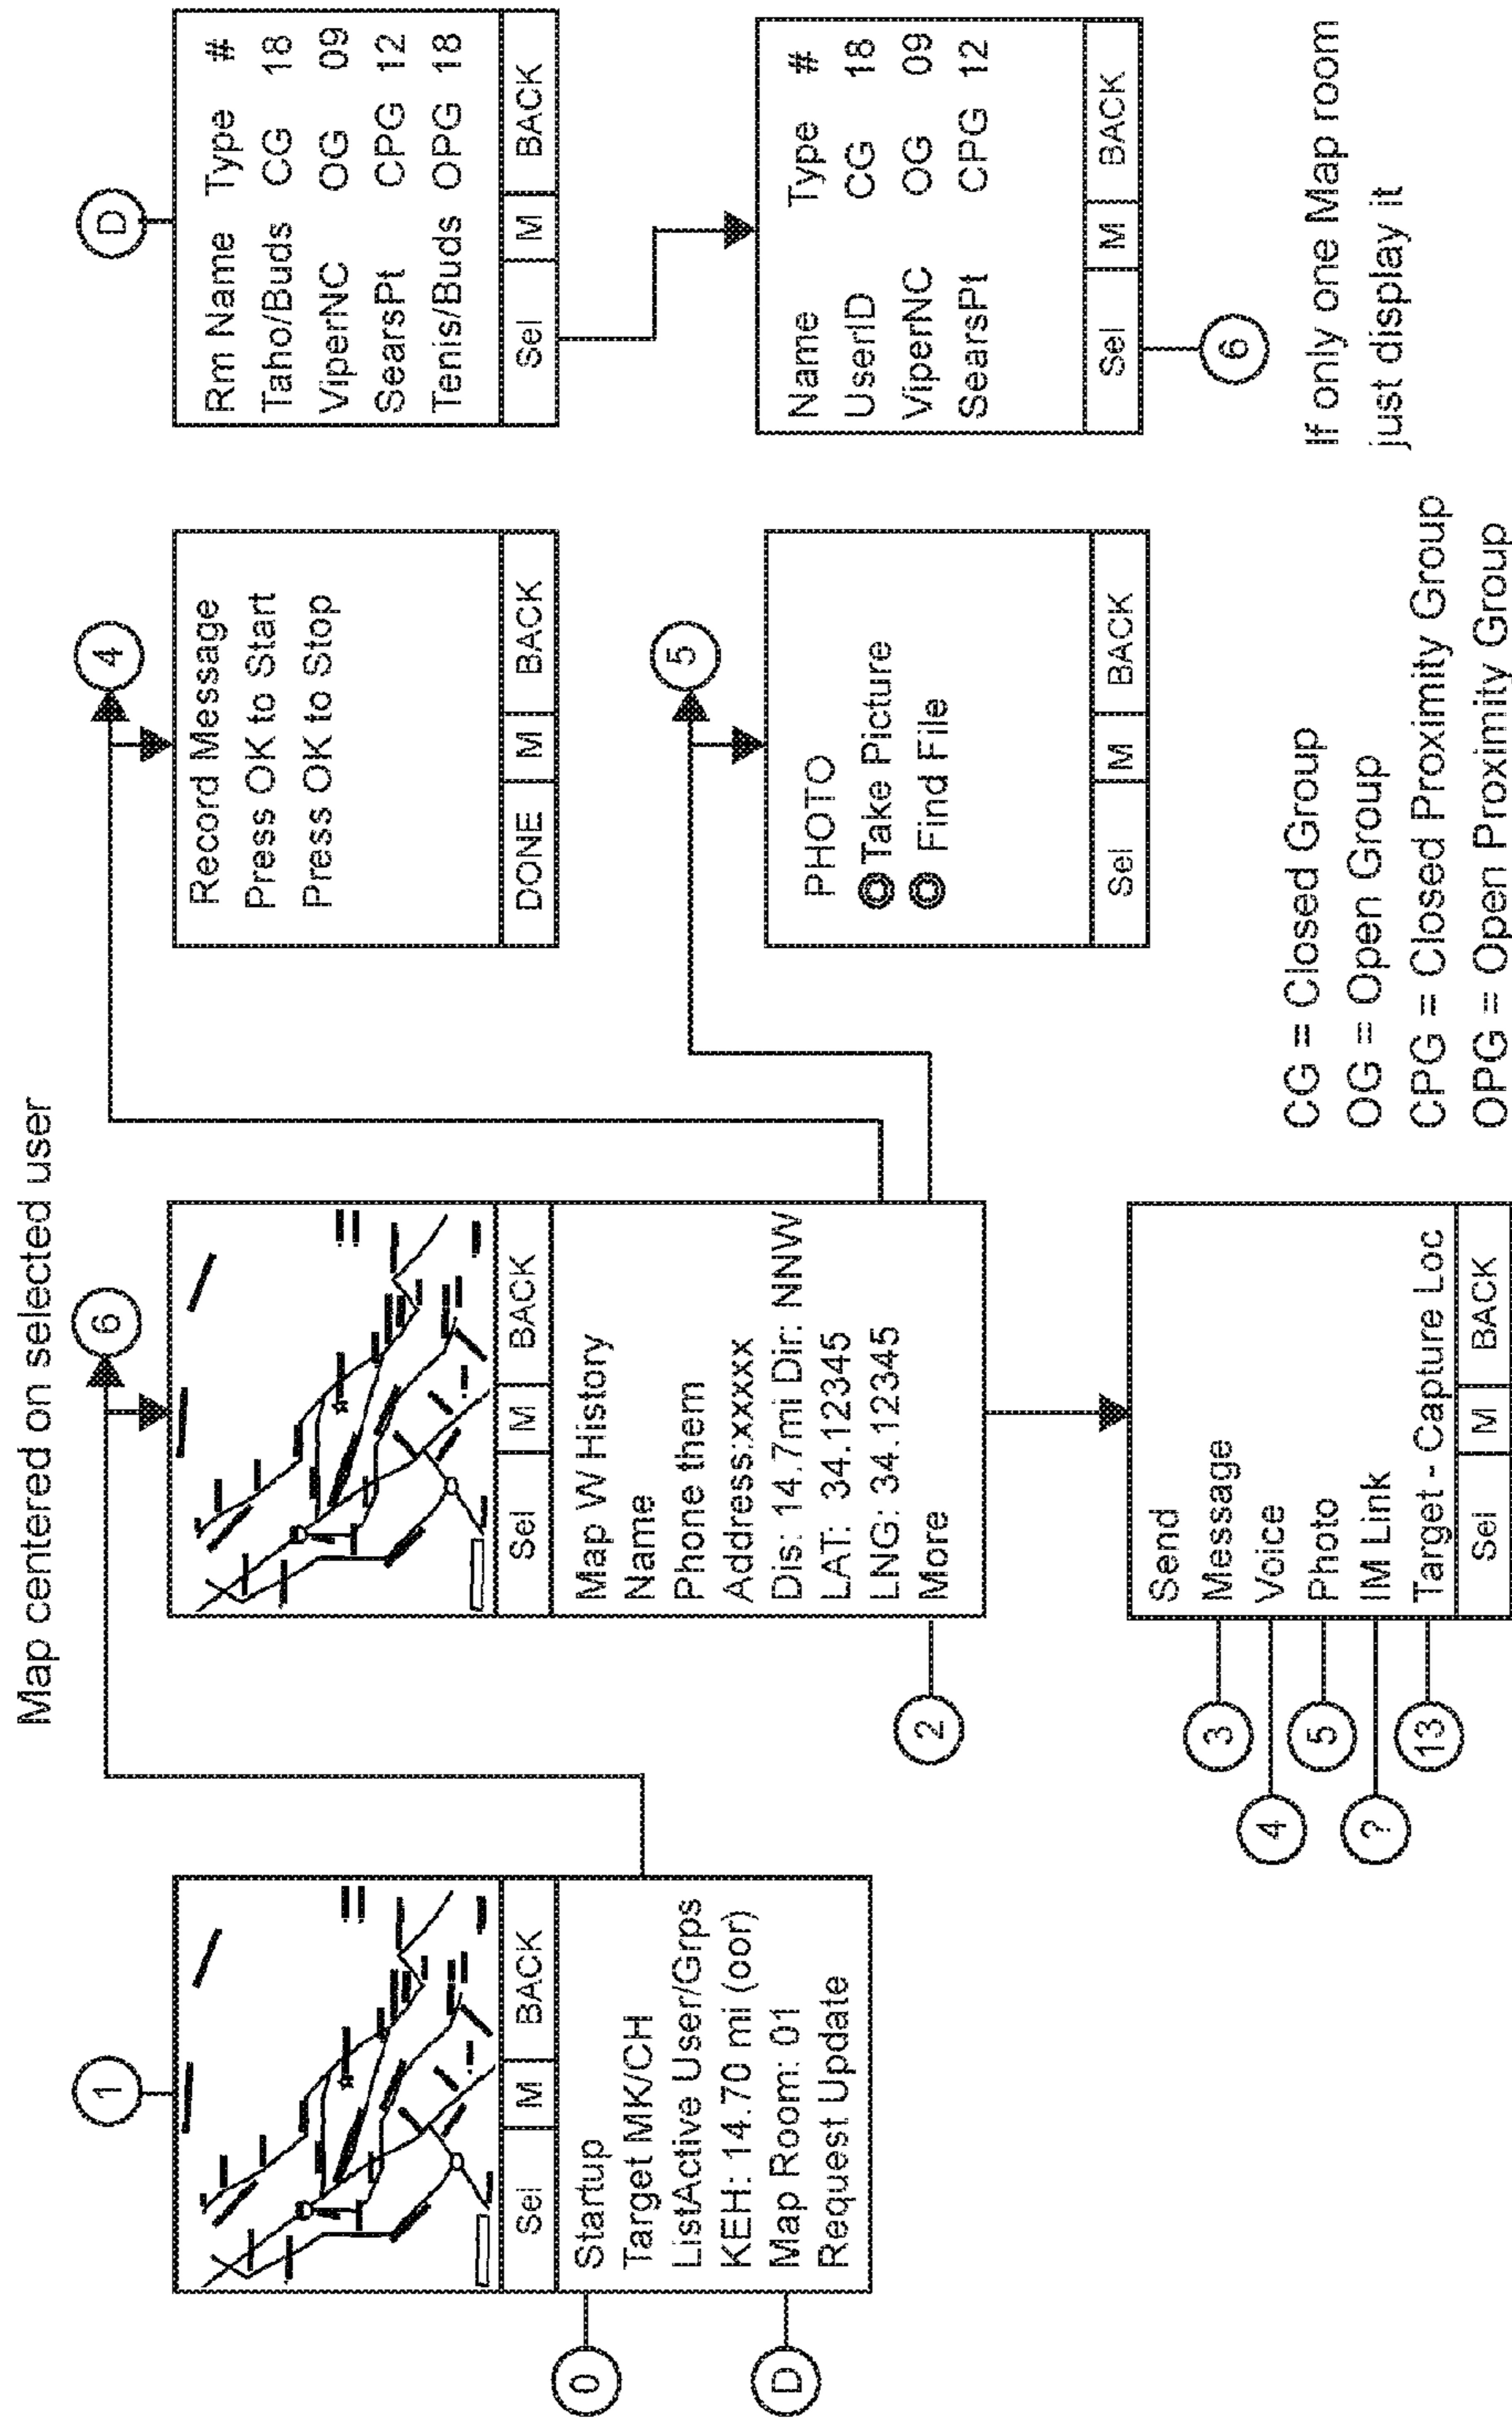 Map centered on selected user
1
Sel M BACK
Startup
Target MK/CH
ListActive User/Grps
KEH: 14.70 mi (oor)
Map Room: 01
Request Update
0
D
6
Sel M BACK
Map W History
Name
Phone them
Address:xxxxx
Dis: 14.7mi Dir: NNW
LAT: 34.12345
LNG: 34.12345
More
2
Send
Message
Voice
Photo
IM Link
Target - Capture Loc
Sel M BACK
3
4
5
?
13
4
Record Message
Press OK to Start
Press OK to Stop
DONE M BACK
5
PHOTO
Take Picture
Find File
Sel M BACK
CG = Closed Group
OG = Open Group
CPG = Closed Proximity Group
OPG = Open Proximity Group
D
Rm Name Type #
Taho/Buds CG 18
ViperNC OG 09
SearsPt CPG 12
Tenis/Buds OPG 18
Sel M BACK
Name Type #
UserID CG 18
ViperNC OG 09
SearsPt CPG 12
Sel M BACK
6
If only one Map room
just display it